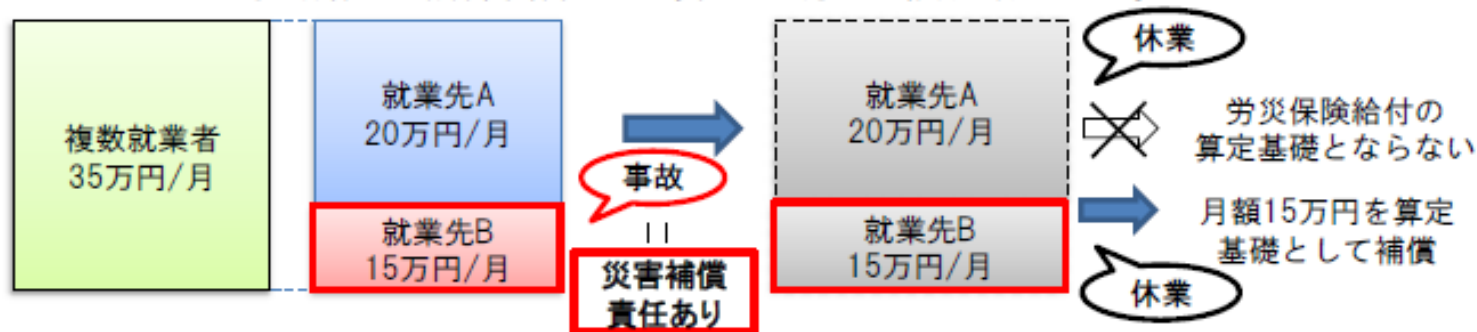 複数就業者
35万円/月
就業先A
20万円/月
就業先B
15万円/月
事故
||
災害補償
責任あり
就業先A
20万円/月
就業先B
15万円/月
休業
労災保険給付の
算定基礎とならない
月額15万円を算定
基礎として補償
休業